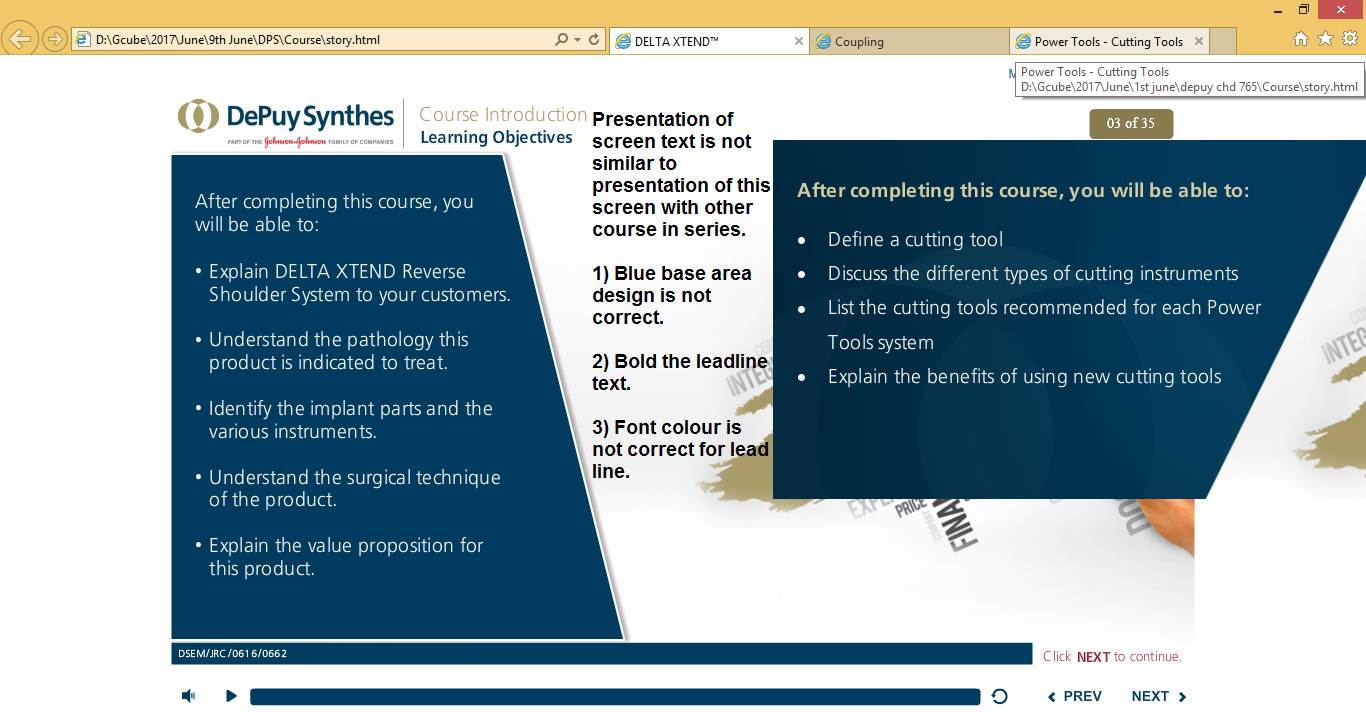 D:\Gcube\2017\June\9th June\DPS\Course\story.html
DELTA XTEND™
Coupling
Power Tools - Cutting Tools
Power Tools - Cutting Tools
D:\Gcube\2017\June\1st june\depuy chd 765\Course\story.html
DePuy Synthes
PART OF THE Johnson & Johnson FAMILY OF COMPANIES
Course Introduction
Learning Objectives
03 of 35
After completing this course, you
will be able to:
• Explain DELTA XTEND Reverse
Shoulder System to your customers.
• Understand the pathology this
product is indicated to treat.
• Identify the implant parts and the
various instruments.
• Understand the surgical technique
of the product.
• Explain the value proposition for
this product.
Presentation of
screen text is not
similar to
presentation of this
screen with other
course in series.
1) Blue base area
design is not
correct.
2) Bold the leadline
text.
3) Font colour is
not correct for lead
line.
After completing this course, you will be able to:
• Define a cutting tool
• Discuss the different types of cutting instruments
• List the cutting tools recommended for each Power
Tools system
• Explain the benefits of using new cutting tools
PRICE
COMPANY
DSEM/JRC/0616/0662
Click NEXT to continue.
PREV
NEXT